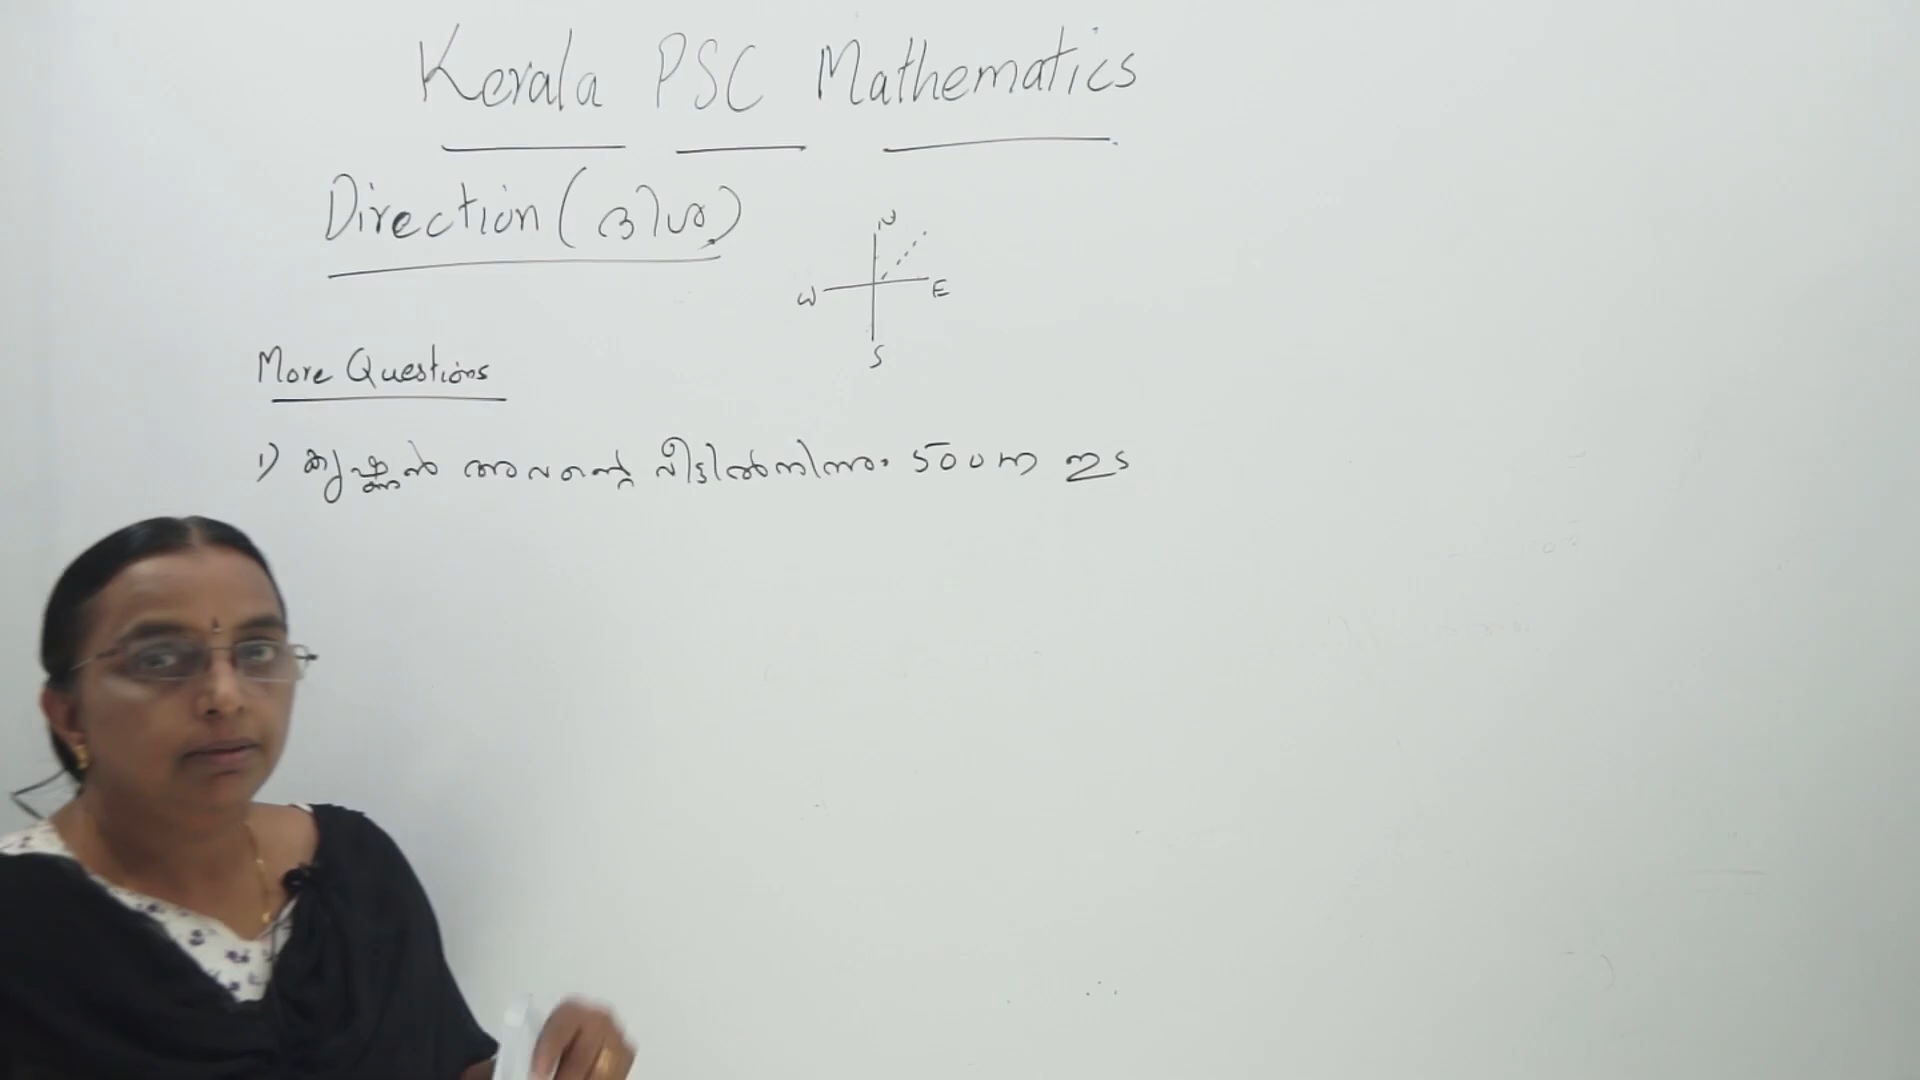 Kerala PSC Mathematics
Direction (ദിശ)
N
W E
S
More Questions
1) കൃഷ്ണൻ അവന്റെ വീട്ടിൽനിന്നും 500 m ഇട